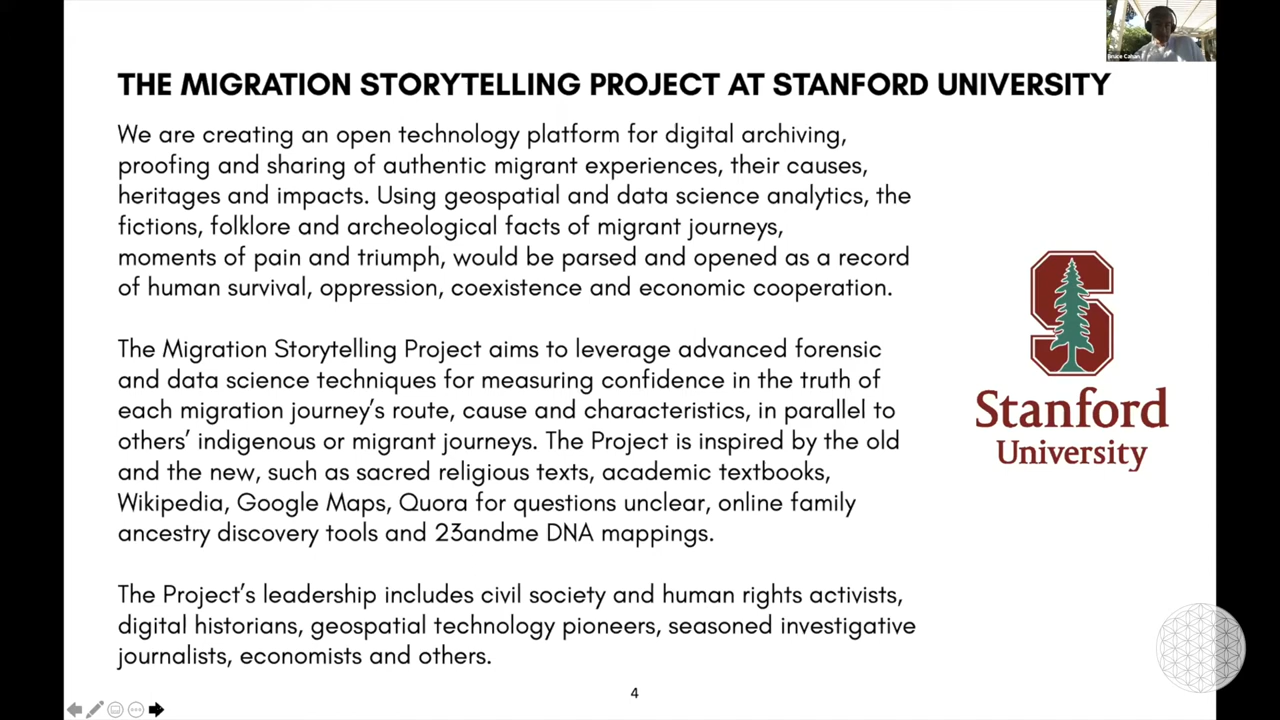 Bruce Cahan
THE MIGRATION STORYTELLING PROJECT AT STANFORD UNIVERSITY
We are creating an open technology platform for digital archiving,
proofing and sharing of authentic migrant experiences, their causes,
heritages and impacts. Using geospatial and data science analytics, the
fictions, folklore and archeological facts of migrant journeys,
moments of pain and triumph, would be parsed and opened as a record
of human survival, oppression, coexistence and economic cooperation.
The Migration Storytelling Project aims to leverage advanced forensic
and data science techniques for measuring confidence in the truth of
each migration journey's route, cause and characteristics, in parallel to
others' indigenous or migrant journeys. The Project is inspired by the old
and the new, such as sacred religious texts, academic textbooks,
Wikipedia, Google Maps, Quora for questions unclear, online family
ancestry discovery tools and 23andme DNA mappings.
The Project's leadership includes civil society and human rights activists,
digital historians, geospatial technology pioneers, seasoned investigative
journalists, economists and others.
S
Stanford
University
4